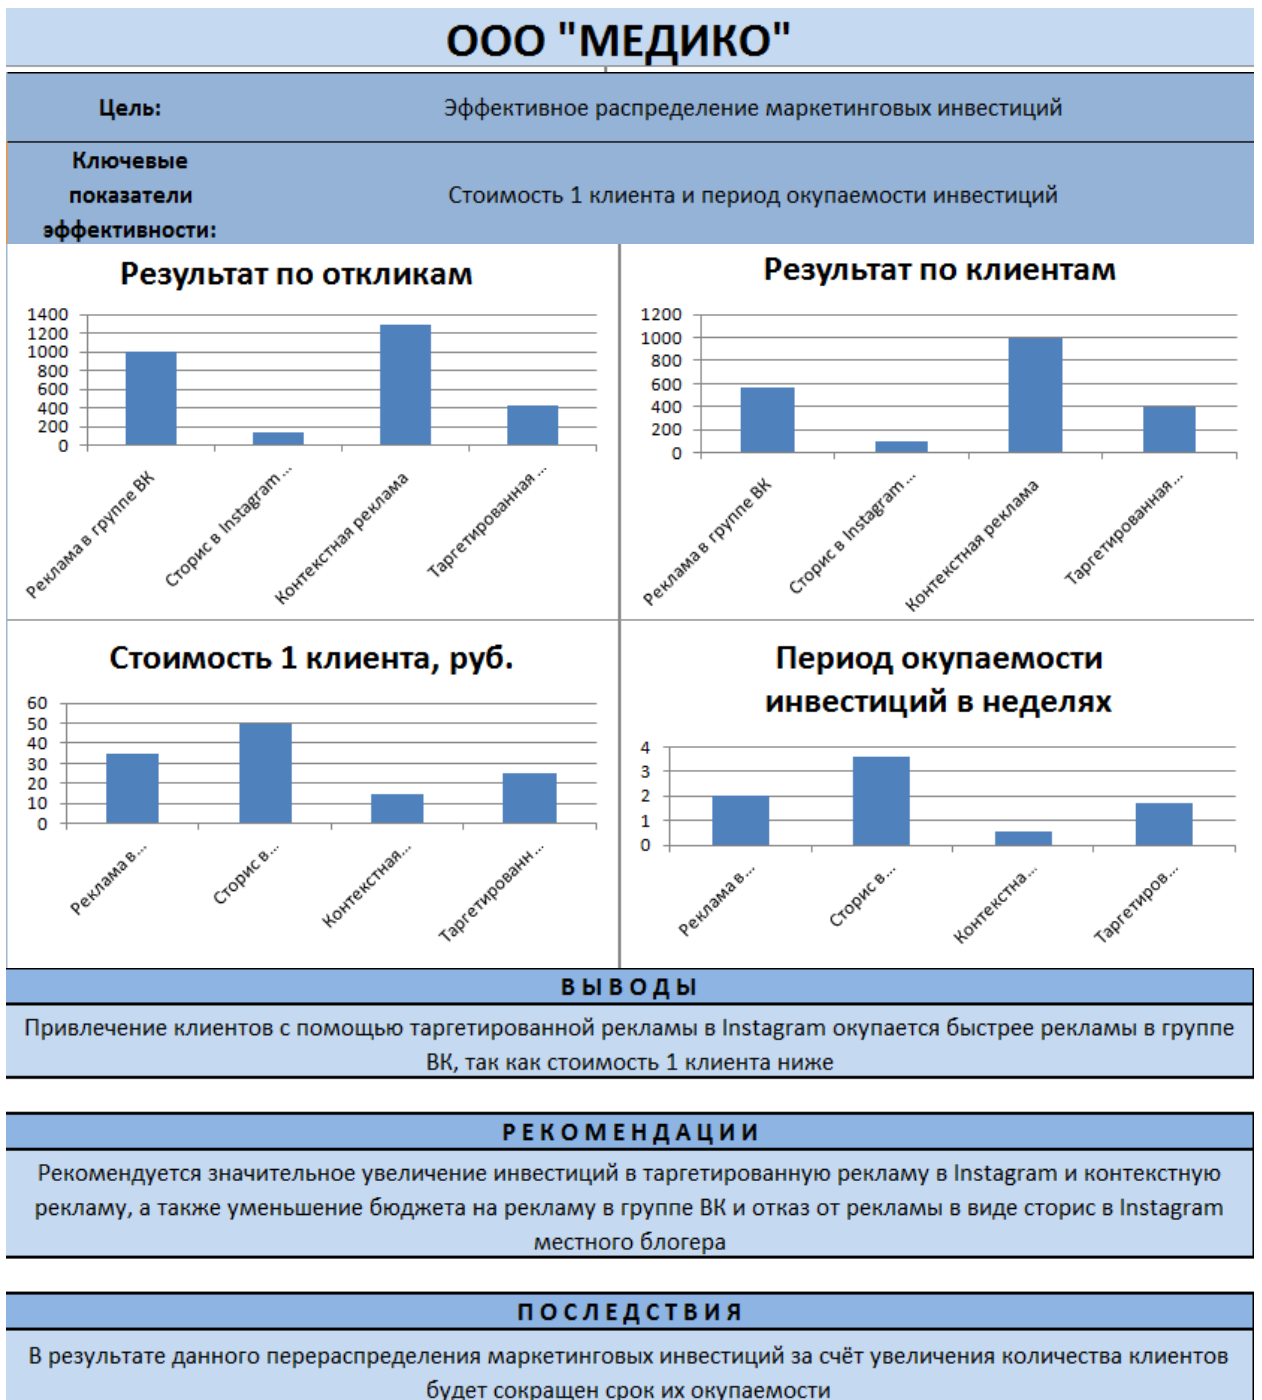 ООО "МЕДИКО"
Цель:
Эффективное распределение маркетинговых инвестиций
Ключевые
показатели
эффективности:
Стоимость 1 клиента и период окупаемости инвестиций
Результат по откликам
1400
1200
1000
800
600
400
200
0
Реклама в группе ВК
Сторис в Instagram...
Контекстная реклама
Таргетированная...
Результат по клиентам
1200
1000
800
600
400
200
0
Реклама в группе ВК
Сторис в Instagram...
Контекстная реклама
Таргетированная...
Стоимость 1 клиента, руб.
60
50
40
30
20
10
0
Реклама в...
Сторис в...
Контекстная...
Таргетированн...
Период окупаемости
инвестиций в неделях
4
3
2
1
0
Реклама в...
Сторис в...
Контекстна...
Таргетиров...
ВЫВОДЫ
Привлечение клиентов с помощью таргетированной рекламы в Instagram окупается быстрее рекламы в группе
ВК, так как стоимость 1 клиента ниже
РЕКОМЕНДАЦИИ
Рекомендуется значительное увеличение инвестиций в таргетированную рекламу в Instagram и контекстную
рекламу, а также уменьшение бюджета на рекламу в группе ВК и отказ от рекламы в виде сторис в Instagram
местного блогера
ПОСЛЕДСТВИЯ
В результате данного перераспределения маркетинговых инвестиций за счёт увеличения количества клиентов
будет сокращен срок их окупаемости